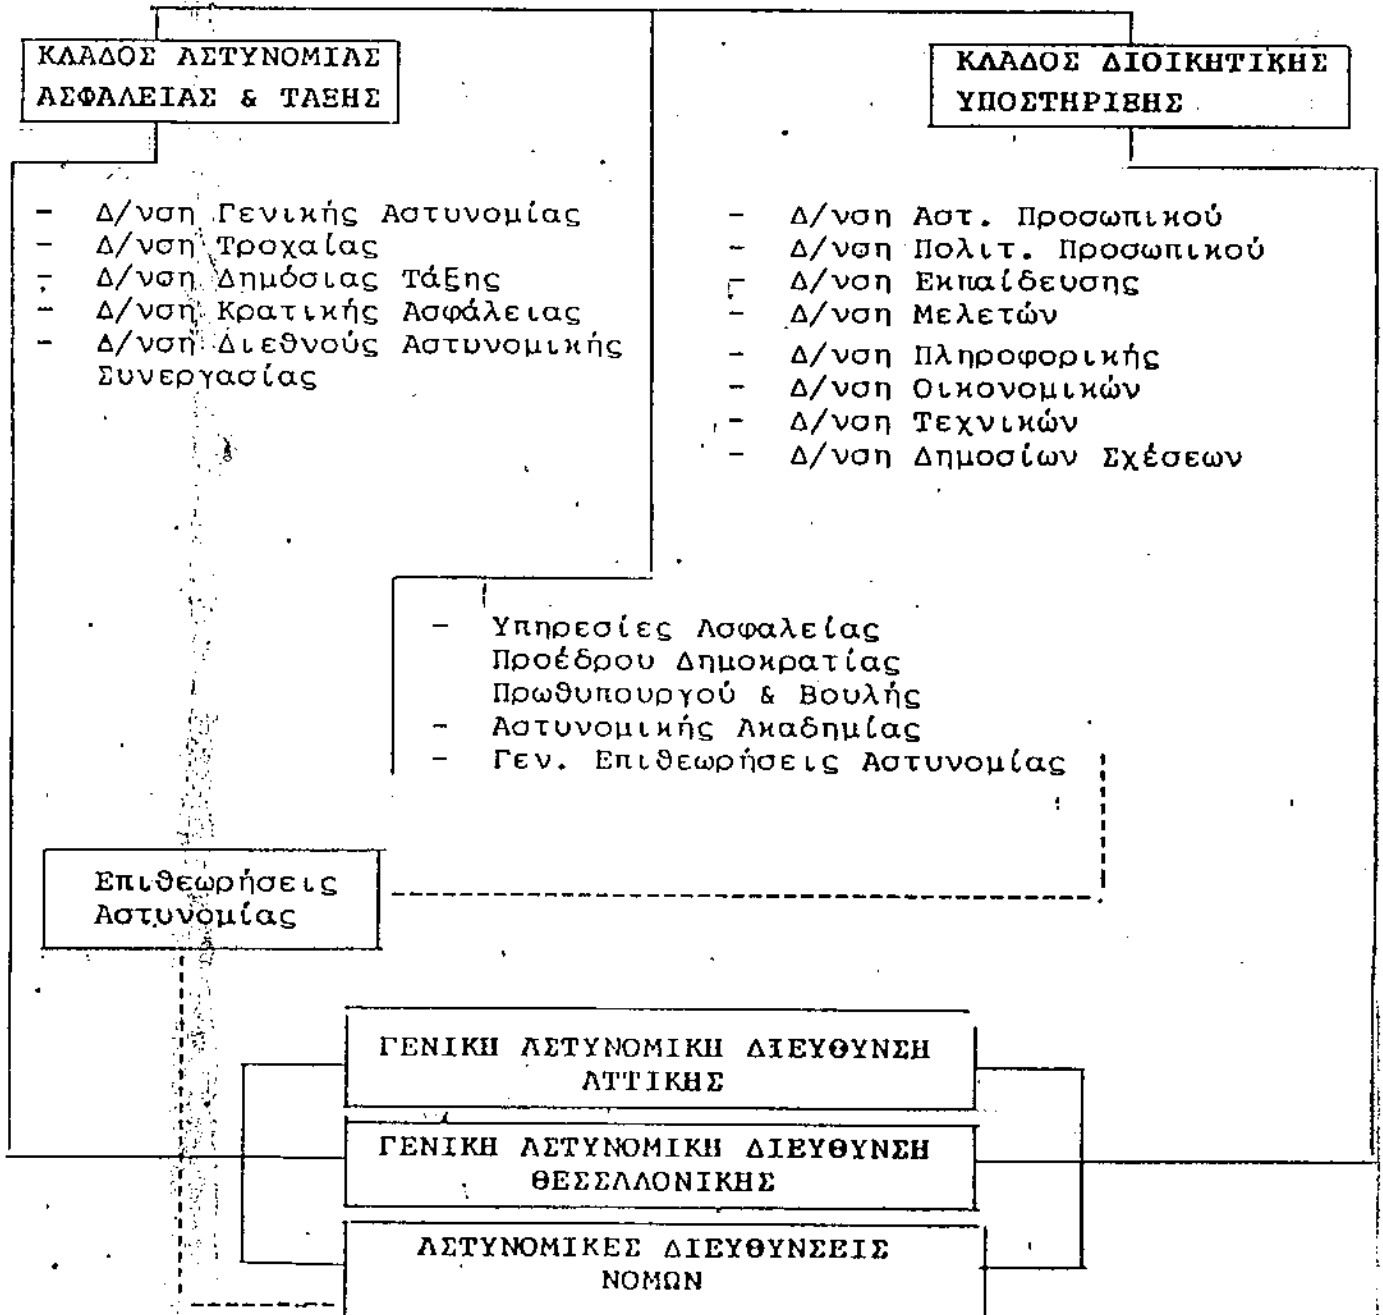 ΚΛΑΔΟΣ ΑΣΤΥΝΟΜΙΑΣ
ΑΣΦΑΛΕΙΑΣ & ΤΑΞΗΣ
ΚΛΑΔΟΣ ΔΙΟΙΚΗΤΙΚΗΣ
ΥΠΟΣΤΗΡΙΞΗΣ
- Δ/νση Γενικής Αστυνομίας
- Δ/νση Τροχαίας
- Δ/νση Δημόσιας Τάξης
- Δ/νση Κρατικής Ασφάλειας
- Δ/νση Διεθνούς Αστυνομικής
Συνεργασίας
- Δ/νση Αστ. Προσωπικού
- Δ/νση Πολιτ. Προσωπικού
- Δ/νση Εκπαίδευσης
- Δ/νση Μελετών
- Δ/νση Πληροφορικής
- Δ/νση Οικονομικών
- Δ/νση Τεχνικών
- Δ/νση Δημοσίων Σχέσεων
- Υπηρεσίες Ασφαλείας
Προέδρου Δημοκρατίας
Πρωθυπουργού & Βουλής
- Αστυνομικής Ακαδημίας
- Γεν. Επιθεωρήσεις Αστυνομίας
Επιθεωρήσεις
Αστυνομίας
ΓΕΝΙΚΗ ΑΣΤΥΝΟΜΙΚΗ ΔΙΕΥΘΥΝΣΗ
ΑΤΤΙΚΗΣ
ΓΕΝΙΚΗ ΑΣΤΥΝΟΜΙΚΗ ΔΙΕΥΘΥΝΣΗ
ΘΕΣΣΑΛΟΝΙΚΗΣ
ΑΣΤΥΝΟΜΙΚΕΣ ΔΙΕΥΘΥΝΣΕΙΣ
ΝΟΜΩΝ